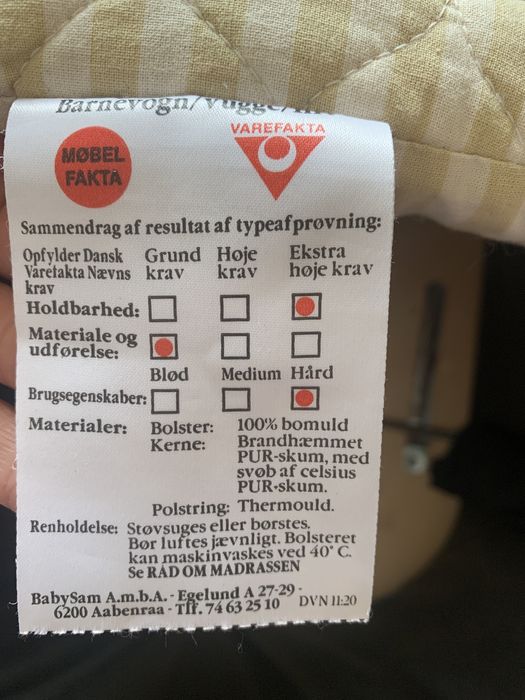 Barnevogn/Vugge/
MØBEL
FAKTA
VAREFAKTA
Sammendrag af resultat af typeafprøvning:
Opfylder Dansk Varefakta Nævns krav
Grund krav
Høje krav
Ekstra høje krav
Holdbarhed:
Materiale og udførelse:
Blød Medium Hård
Brugsegenskaber:
Materialer: Bolster: 100% bomuld
Kerne: Brandhæmmet
PUR-skum, med
svøb af celsius
PUR-skum.
Polstring: Thermould.
Renholdelse: Støvsuges eller børstes.
Bør luftes jævnligt. Bolsteret
kan maskinvaskes ved 40° C.
Se RÅD OM MADRASSEN
BabySam A.m.b.A. - Egelund A 27-29 -
6200 Aabenraa - Tlf. 74 63 25 10 DVN 11:20